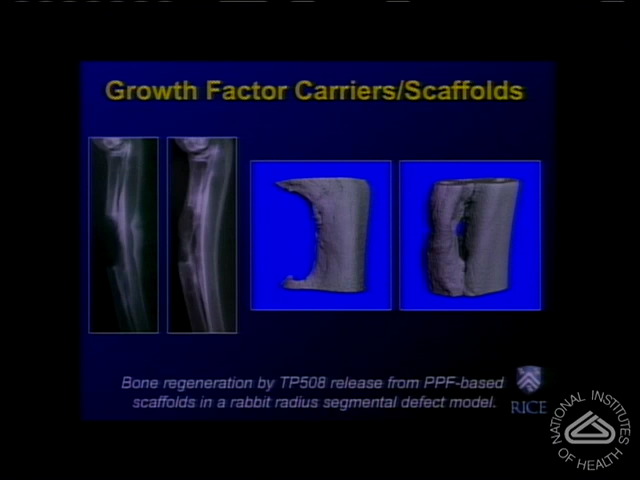 Growth Factor Carriers/Scaffolds
Bone regeneration by TP508 release from PPF-based
scaffolds in a rabbit radius segmental defect model.
RICE
NATIONAL INSTITUTES
OF HEALTH